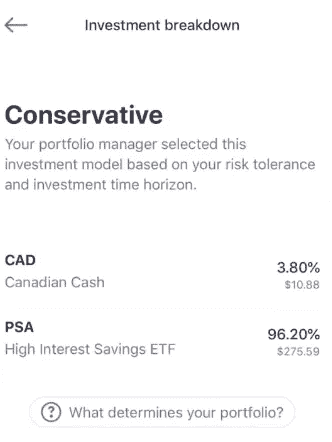 Investment breakdown
Conservative
Your portfolio manager selected this
investment model based on your risk tolerance
and investment time horizon.
CAD
3.80%
Canadian Cash
$10.88
PSA
96.20%
High Interest Savings ETF
$275.59
What determines your portfolio?